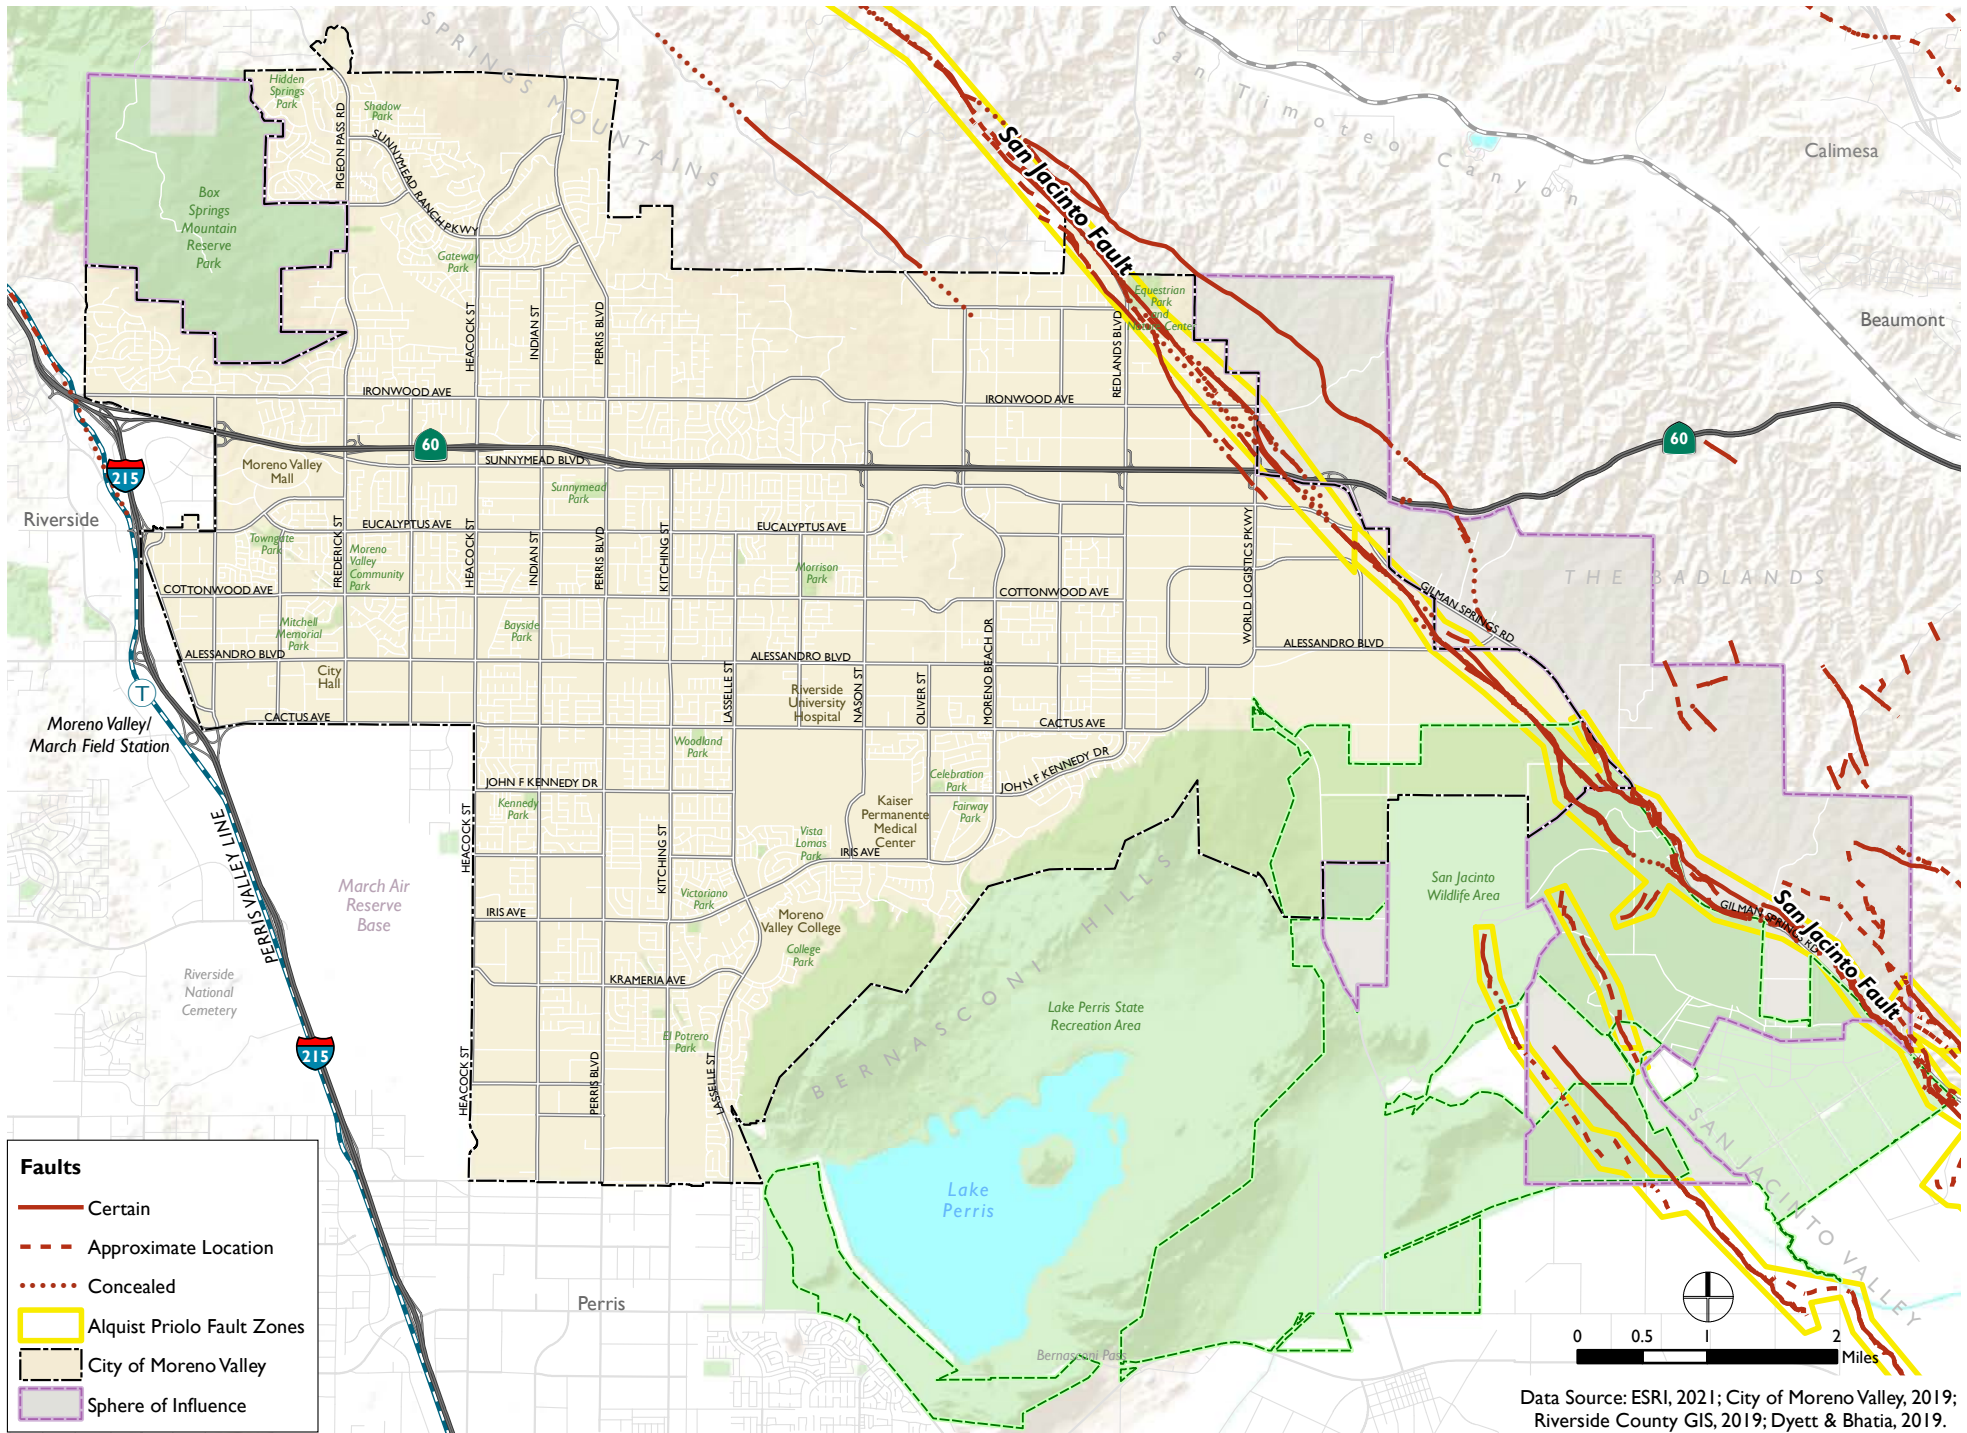 SPRINGS MOUNTAINS
Hidden
Springs
Park
Shadow
Park
PIGEON PASS RD
SUNNYMEAD RANCH PKWY
San Timoteo Canyon
Calimesa
San Jacinto Fault
Box
Springs
Mountain
Reserve
Park
Gateway
Park
HEACOCK ST
INDIAN ST
PERRIS BLVD
REDLANDS BLVD
Equestrian
Park
and
Nature Center
Beaumont
IRONWOOD AVE
IRONWOOD AVE
60
60
SUNNYMEAD BLVD
Moreno Valley
Mall
215
Sunnymead
Park
Riverside
EUCALYPTUS AVE
EUCALYPTUS AVE
Towngate
Park
FREDERICK ST
Moreno
Valley
Community
Park
HEACOCK ST
INDIAN ST
PERRIS BLVD
KITCHING ST
Morrison
Park
WORLD LOGISTICS PKWY
THE BADLANDS
COTTONWOOD AVE
COTTONWOOD AVE
GILMAN SPRINGS RD
Mitchell
Memorial
Park
Bayside
Park
ALESSANDRO BLVD
ALESSANDRO BLVD
ALESSANDRO BLVD
City
Hall
LASSELLE ST
Riverside
University
Hospital
NASON ST
OLIVER ST
MORENO BEACH DR
T
Moreno Valley/
March Field Station
CACTUS AVE
CACTUS AVE
Woodland
Park
JOHN F KENNEDY DR
JOHN F KENNEDY DR
Celebration
Park
Kennedy
Park
Kaiser
Permanente
Medical
Center
Fairway
Park
PERRIS VALLEY LINE
HEACOCK ST
KITCHING ST
Vista
Lomas
Park
IRIS AVE
March Air
Reserve
Base
Victoriano
Park
San Jacinto
Wildlife Area
IRIS AVE
Moreno
Valley College
College
Park
GILMAN SPRINGS RD
San Jacinto Fault
Riverside
National
Cemetery
KRAMERIA AVE
BERNASCONI HILLS
Lake Perris State
Recreation Area
El Potrero
Park
215
HEACOCK ST
PERRIS BLVD
LASSELLE ST
SAN JACINTO VALLEY
Lake
Perris
Perris
Bernasconi Pass
Faults
Certain
Approximate Location
Concealed
Alquist Priolo Fault Zones
City of Moreno Valley
Sphere of Influence
0 0.5 1 2
Miles
Data Source: ESRI, 2021; City of Moreno Valley, 2019;
Riverside County GIS, 2019; Dyett & Bhatia, 2019.